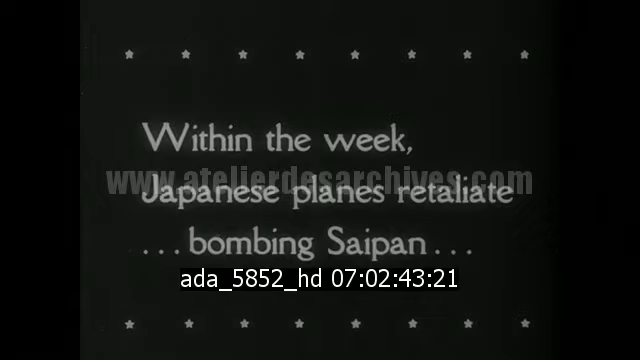 Within the week,
www.atelierdesarchives.com
Japanese planes retaliate
...bombing Saipan...
ada_5852_hd 07:02:43:21